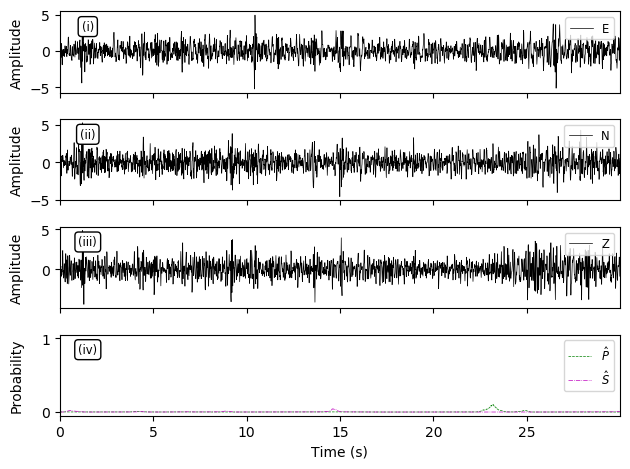 (i)
E
Amplitude
5
0
−5
(ii)
N
Amplitude
5
0
−5
(iii)
Z
Amplitude
5
0
(iv)
P̂
Ŝ
Probability
1
0
0 5 10 15 20 25
Time (s)